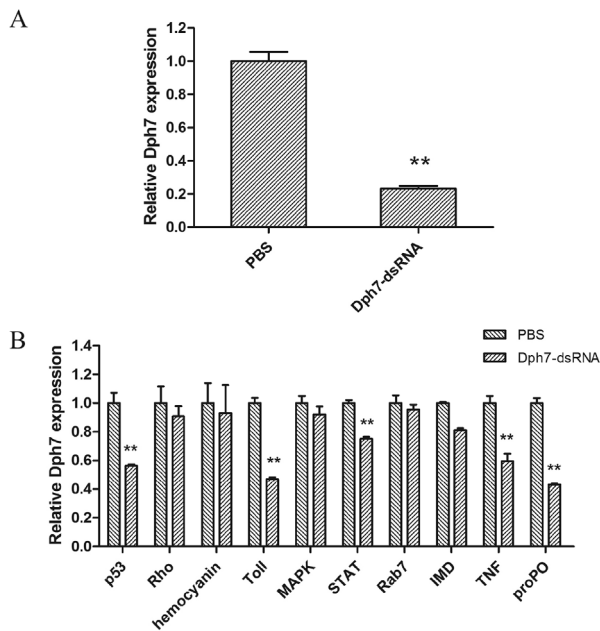 A
Relative Dph7 expression
1.2
1.0
0.8
0.6
0.4
0.2
0.0
**
PBS
Dph7-dsRNA
B
PBS
Dph7-dsRNA
Relative Dph7 expression
1.4
1.2
1.0
0.8
0.6
0.4
0.2
0.0
** ** ** ** **
p53 Rho hemocyanin Toll MAPK STAT Rab7 IMD TNF proPO